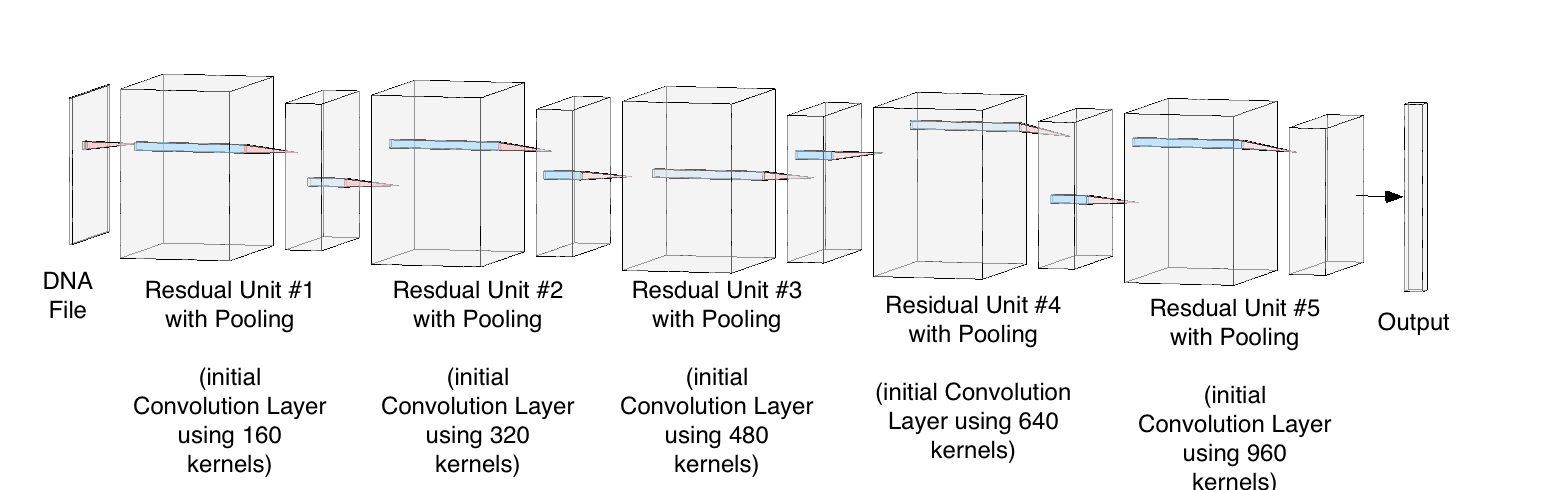 DNA
File
Resdual Unit #1
with Pooling
(initial
Convolution Layer
using 160
kernels)
Resdual Unit #2
with Pooling
(initial
Convolution Layer
using 320
kernels)
Resdual Unit #3
with Pooling
(initial
Convolution Layer
using 480
kernels)
Residual Unit #4
with Pooling
(initial Convolution
Layer using 640
kernels)
Resdual Unit #5
with Pooling
(initial
Convolution Layer
using 960
kernels)
Output